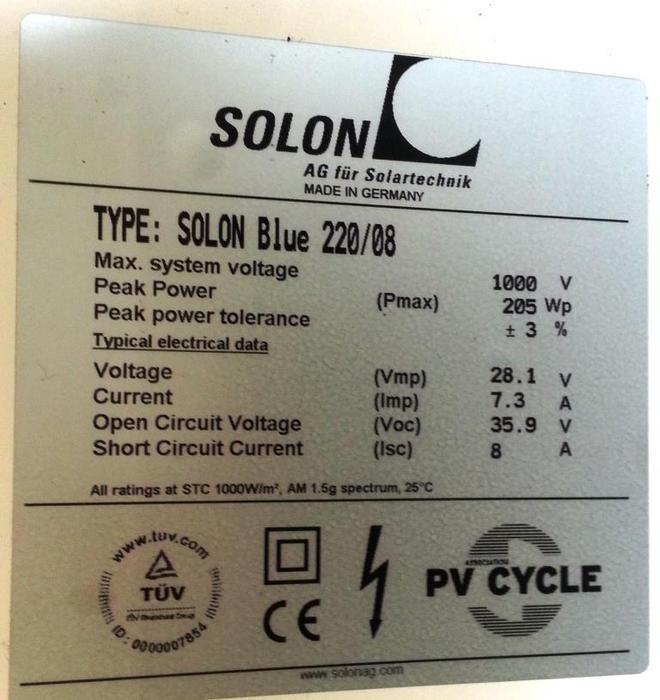 SOLON
AG für Solartechnik
MADE IN GERMANY
TYPE: SOLON Blue 220/08
Max. system voltage 1000 V
Peak Power (Pmax) 205 Wp
Peak power tolerance ± 3 %
Typical electrical data
Voltage (Vmp) 28.1 V
Current (Imp) 7.3 A
Open Circuit Voltage (Voc) 35.9 V
Short Circuit Current (Isc) 8 A
All ratings at STC 1000W/m², AM 1.5g spectrum, 25°C
www.tuv.com
TÜV
ID: 0000007854
CE
ASSOCIATION
PV CYCLE
www.solonag.com